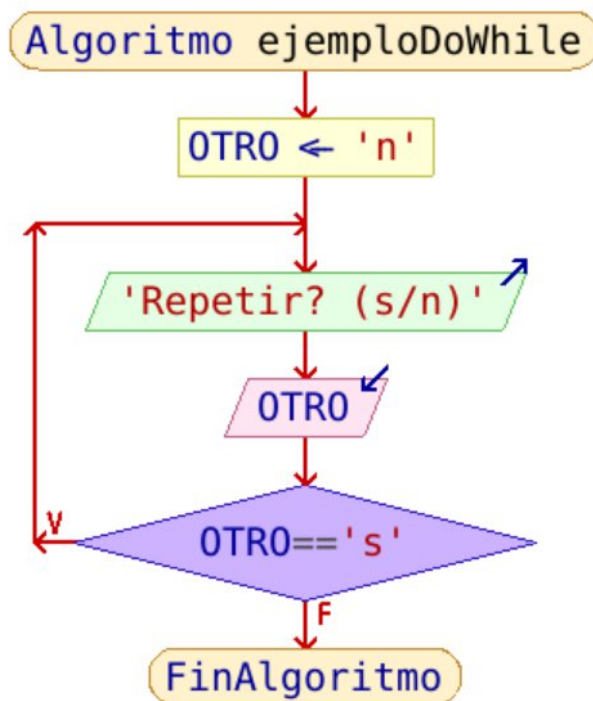 Algoritmo ejemploDoWhile
OTRO ← 'n'
'Repetir? (s/n)'
OTRO
V
OTRO=='s'
F
FinAlgoritmo